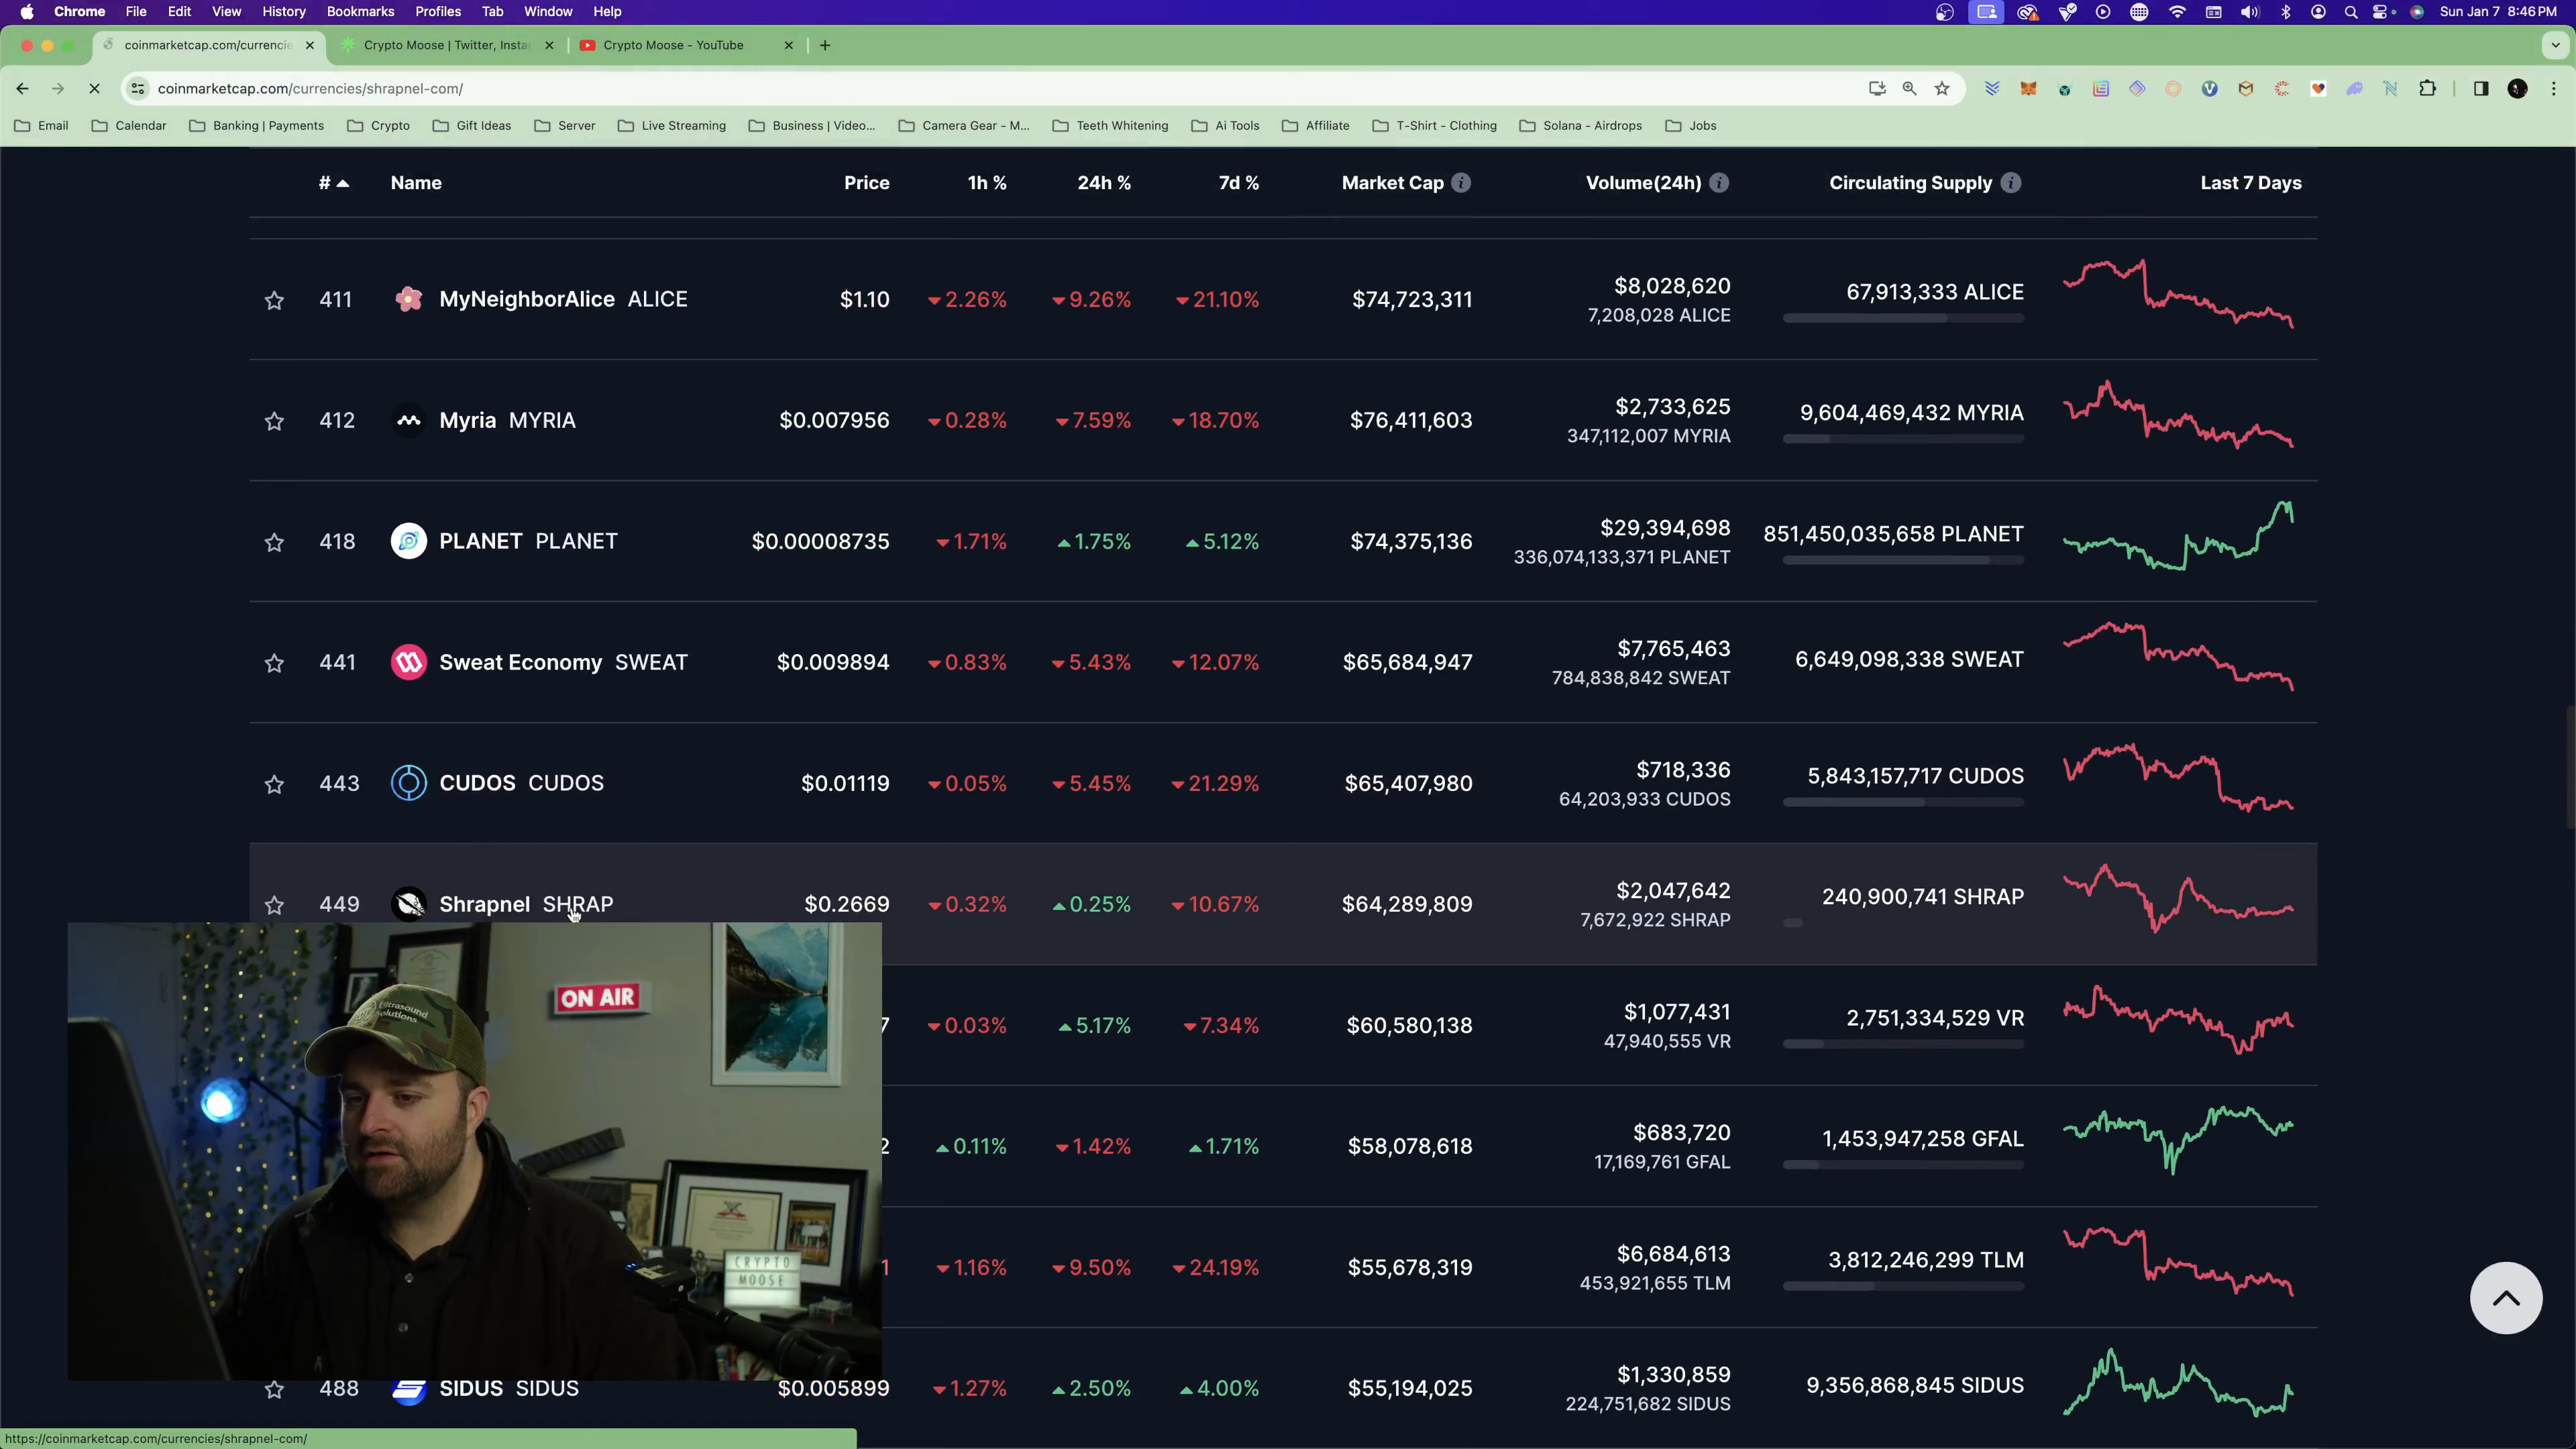 Chrome File Edit View History Bookmarks Profiles Tab Window Help Sun Jan 7 8:46 PM
coinmarketcap.com/currencie Crypto Moose | Twitter, Insta Crypto Moose - YouTube
coinmarketcap.com/currencies/shrapnel-com/
Email Calendar Banking | Payments Crypto Gift Ideas Server Live Streaming Business | Video... Camera Gear - M... Teeth Whitening Ai Tools Affiliate T-Shirt - Clothing Solana - Airdrops Jobs
# Name Price 1h % 24h % 7d % Market Cap Volume(24h) Circulating Supply Last 7 Days
411 MyNeighborAlice ALICE $1.10 2.26% 9.26% 21.10% $74,723,311 $8,028,620 67,913,333 ALICE
7,208,028 ALICE
412 Myria MYRIA $0.007956 0.28% 7.59% 18.70% $76,411,603 $2,733,625 9,604,469,432 MYRIA
347,112,007 MYRIA
418 PLANET PLANET $0.00008735 1.71% 1.75% 5.12% $74,375,136 $29,394,698 851,450,035,658 PLANET
336,074,133,371 PLANET
441 Sweat Economy SWEAT $0.009894 0.83% 5.43% 12.07% $65,684,947 $7,765,463 6,649,098,338 SWEAT
784,838,842 SWEAT
443 CUDOS CUDOS $0.01119 0.05% 5.45% 21.29% $65,407,980 $718,336 5,843,157,717 CUDOS
64,203,933 CUDOS
449 Shrapnel SHRAP $0.2669 0.32% 0.25% 10.67% $64,289,809 $2,047,642 240,900,741 SHRAP
7,672,922 SHRAP
7 0.03% 5.17% 7.34% $60,580,138 $1,077,431 2,751,334,529 VR
47,940,555 VR
2 0.11% 1.42% 1.71% $58,078,618 $683,720 1,453,947,258 GFAL
17,169,761 GFAL
1 1.16% 9.50% 24.19% $55,678,319 $6,684,613 3,812,246,299 TLM
453,921,655 TLM
488 SIDUS SIDUS $0.005899 1.27% 2.50% 4.00% $55,194,025 $1,330,859 9,356,868,845 SIDUS
224,751,682 SIDUS
ON AIR
Ultrasound
Solutions
CRYPTO
MOOSE
https://coinmarketcap.com/currencies/shrapnel-com/